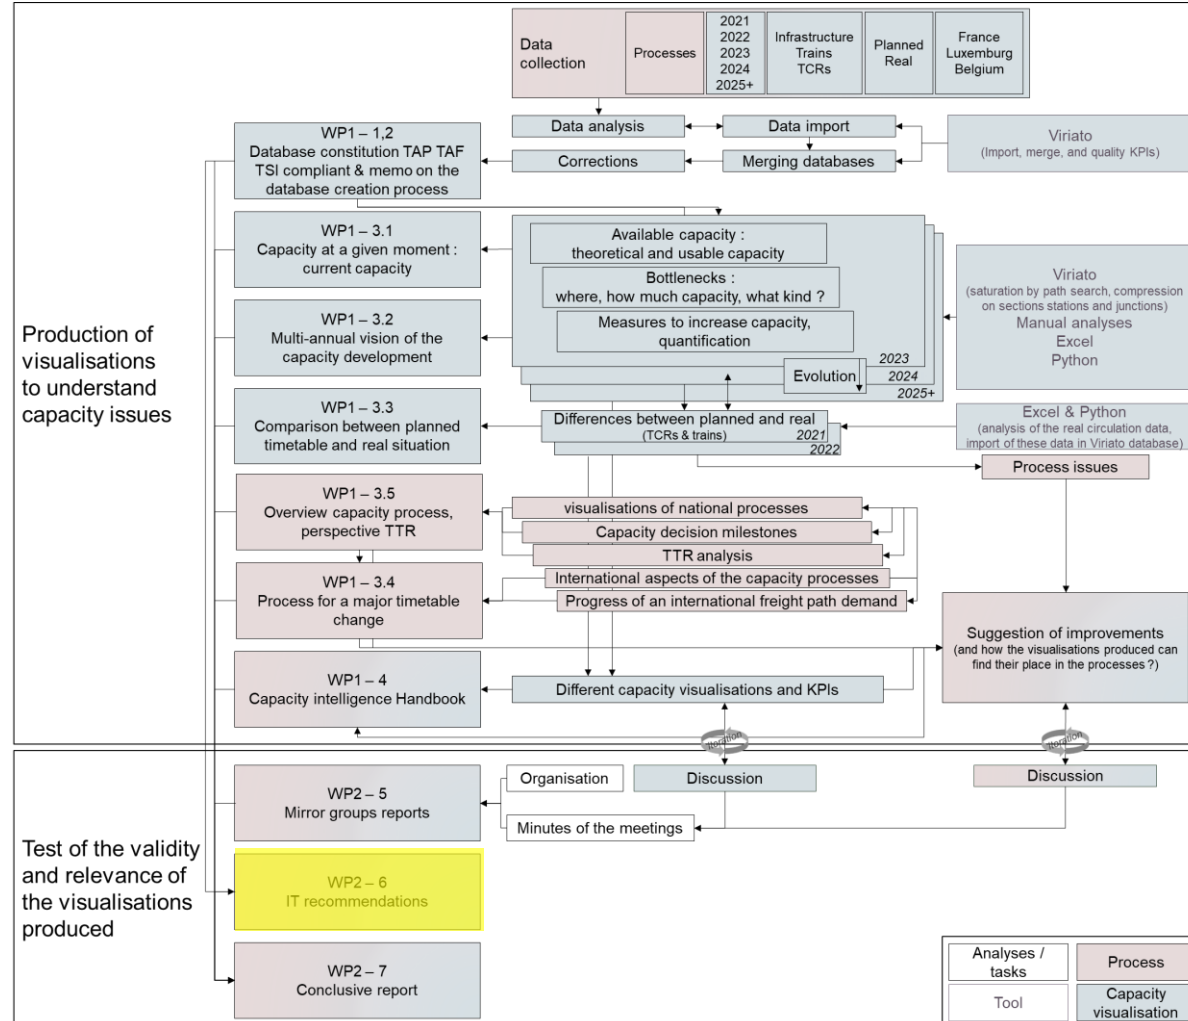 Data
collection
Processes
2021
2022
2023
2024
2025+
Infrastructure
Trains
TCRs
Planned
Real
France
Luxemburg
Belgium
WP1 – 1,2
Database constitution TAP TAF
TSI compliant & memo on the
database creation process
Data analysis
Data import
Corrections
Merging databases
Viriato
(Import, merge, and quality KPIs)
Production of
visualisations
to understand
capacity issues
WP1 – 3.1
Capacity at a given moment :
current capacity
Available capacity :
theoretical and usable capacity
Bottlenecks :
where, how much capacity, what kind ?
Measures to increase capacity,
quantification
2023
Evolution
2024
2025+
Viriato
(saturation by path search, compression
on sections stations and junctions)
Manual analyses
Excel
Python
WP1 – 3.2
Multi-annual vision of the
capacity development
WP1 – 3.3
Comparison between planned
timetable and real situation
Differences between planned and real
(TCRs & trains)
2021
2022
Excel & Python
(analysis of the real circulation data,
import of these data in Viriato database)
Process issues
WP1 – 3.5
Overview capacity process,
perspective TTR
visualisations of national processes
Capacity decision milestones
TTR analysis
International aspects of the capacity processes
Progress of an international freight path demand
WP1 – 3.4
Process for a major timetable
change
Suggestion of improvements
(and how the visualisations produced can
find their place in the processes ?)
WP1 – 4
Capacity intelligence Handbook
Different capacity visualisations and KPIs
iteration
iteration
Test of the validity
and relevance of
the visualisations
produced
WP2 – 5
Mirror groups reports
Organisation
Discussion
Discussion
Minutes of the meetings
WP2 – 6
IT recommendations
WP2 – 7
Conclusive report
Analyses /
tasks
Process
Tool
Capacity
visualisation